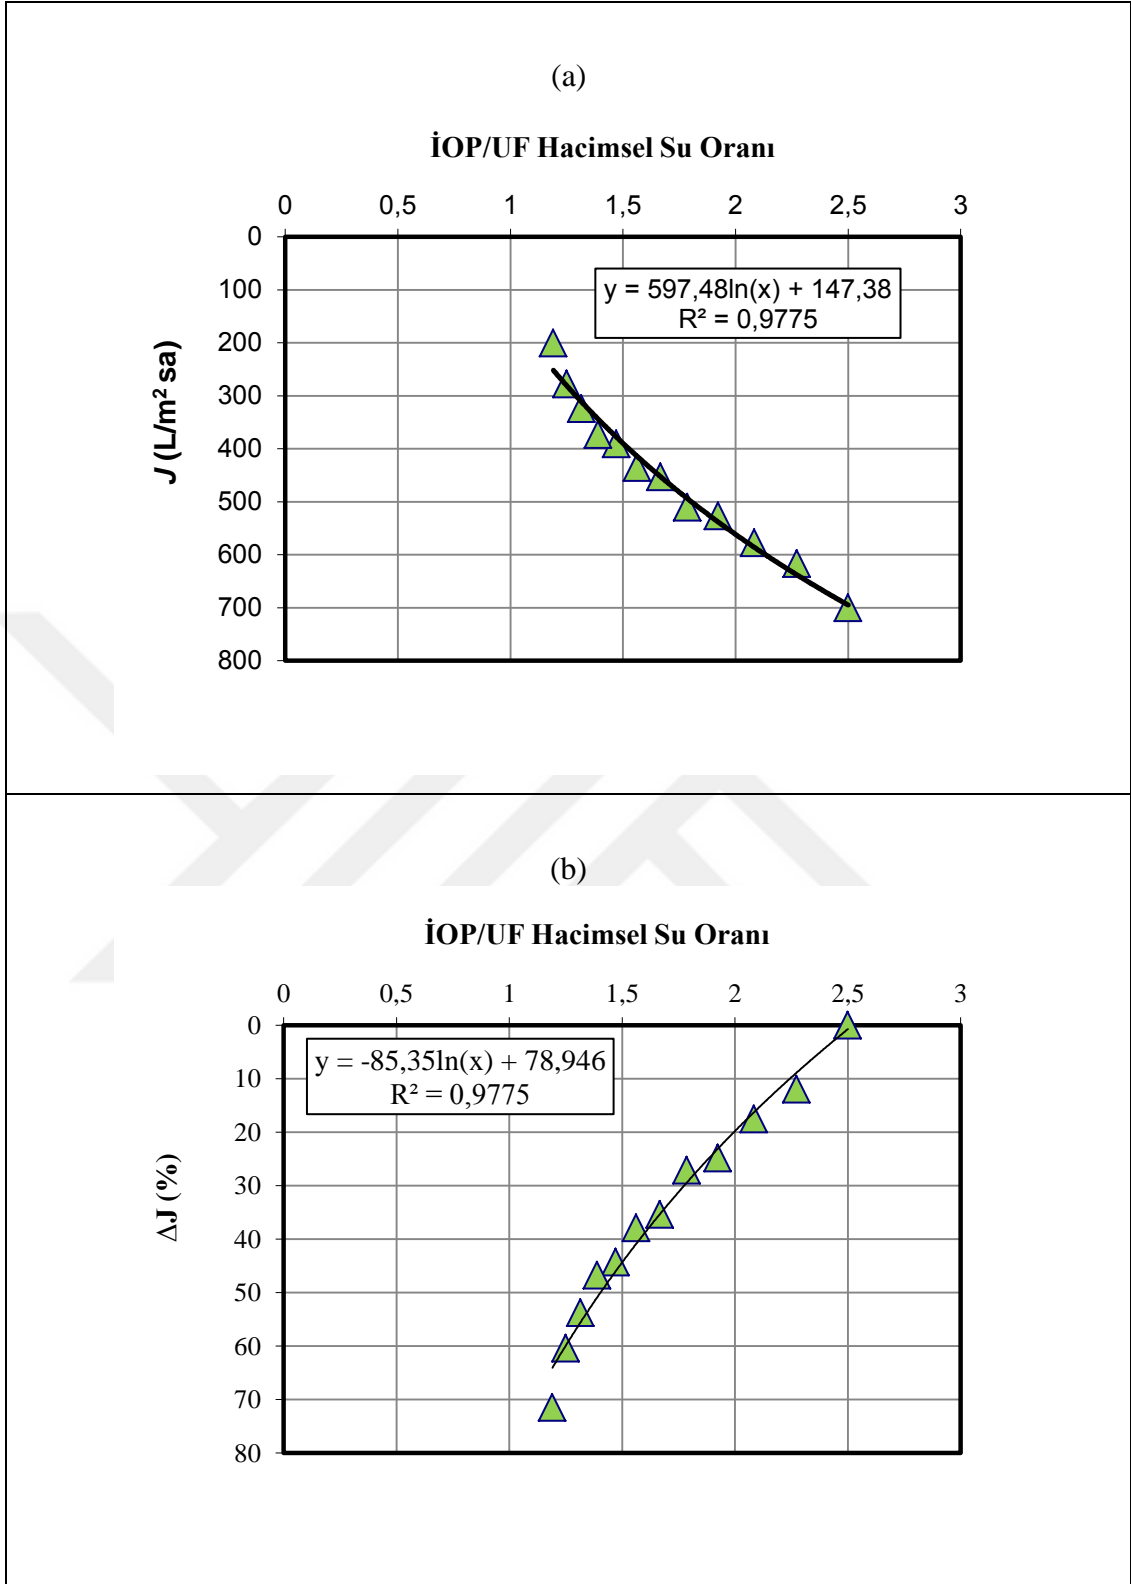 (a)
İOP/UF Hacimsel Su Oranı
0 0,5 1 1,5 2 2,5 3
0
100
200
300
400
500
600
700
800
J (L/m² sa)
y = 597,48ln(x) + 147,38
R² = 0,9775
(b)
İOP/UF Hacimsel Su Oranı
0 0,5 1 1,5 2 2,5 3
0
10
20
30
40
50
60
70
80
ΔJ (%)
y = -85,35ln(x) + 78,946
R² = 0,9775